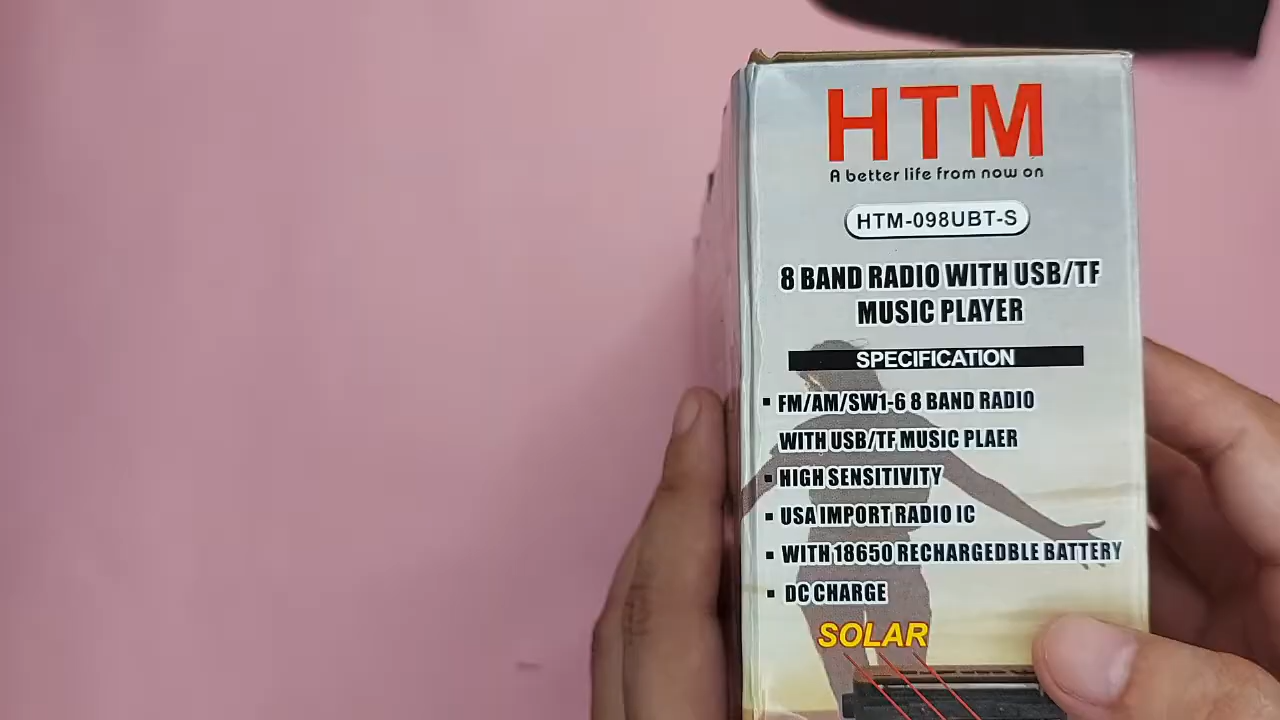 HTM
A better life from now on
HTM-098UBT-S
8 BAND RADIO WITH USB/TF
MUSIC PLAYER
SPECIFICATION
▪ FM/AM/SW1-6 8 BAND RADIO
WITH USB/TF MUSIC PLAER
▪ HIGH SENSITIVITY
▪ USA IMPORT RADIO IC
▪ WITH 18650 RECHARGEDBLE BATTERY
▪ DC CHARGE
SOLAR